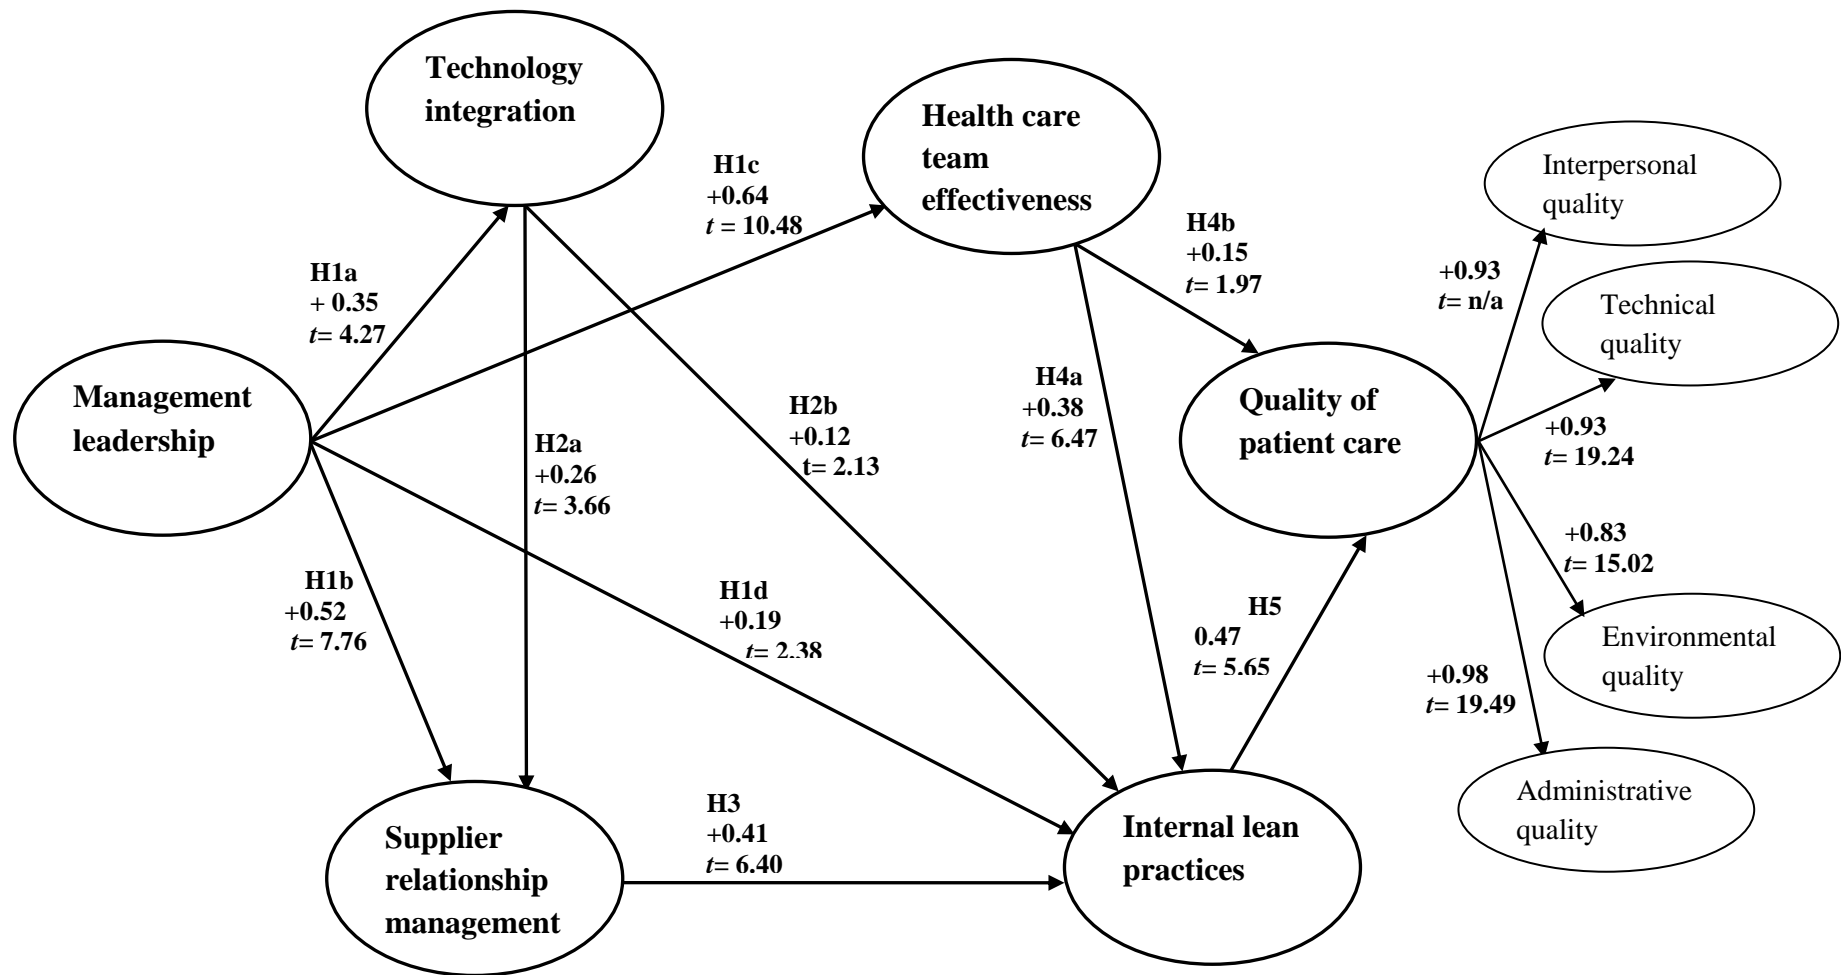 Technology
integration
Health care
team
effectiveness
H1c
+0.64
t = 10.48
Interpersonal
quality
H4b
+0.15
t= 1.97
H1a
+ 0.35
t= 4.27
+0.93
t= n/a
Technical
quality
Management
leadership
H2a
+0.26
t= 3.66
H2b
+0.12
t= 2.13
H4a
+0.38
t= 6.47
Quality of
patient care
+0.93
t= 19.24
+0.83
t= 15.02
H1b
+0.52
t= 7.76
H1d
+0.19
t= 2.38
H5
0.47
t= 5.65
Environmental
quality
+0.98
t= 19.49
Supplier
relationship
management
H3
+0.41
t= 6.40
Internal lean
practices
Administrative
quality